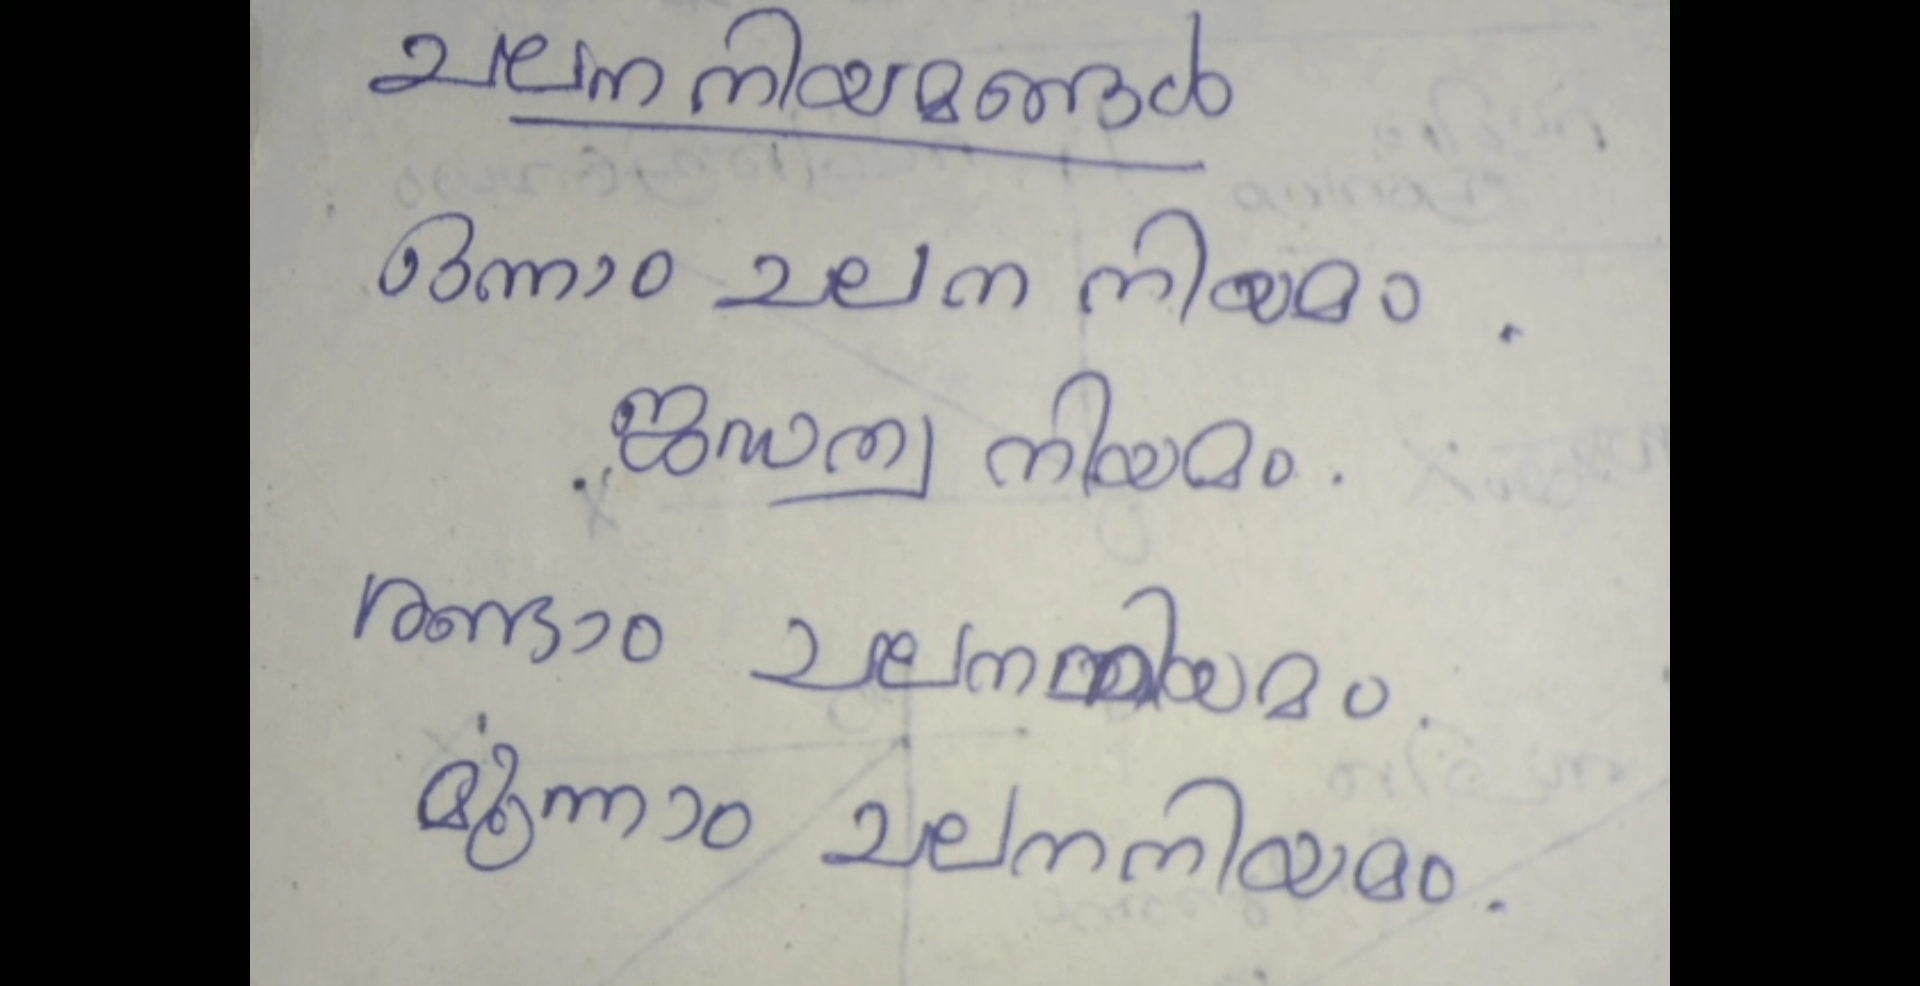 ചലന നിയമങ്ങൾ
ഒന്നാം ചലന നിയമം .
ജഡത്വ നിയമം .
രണ്ടാം ചലനനിയമം .
മൂന്നാം ചലനനിയമം .